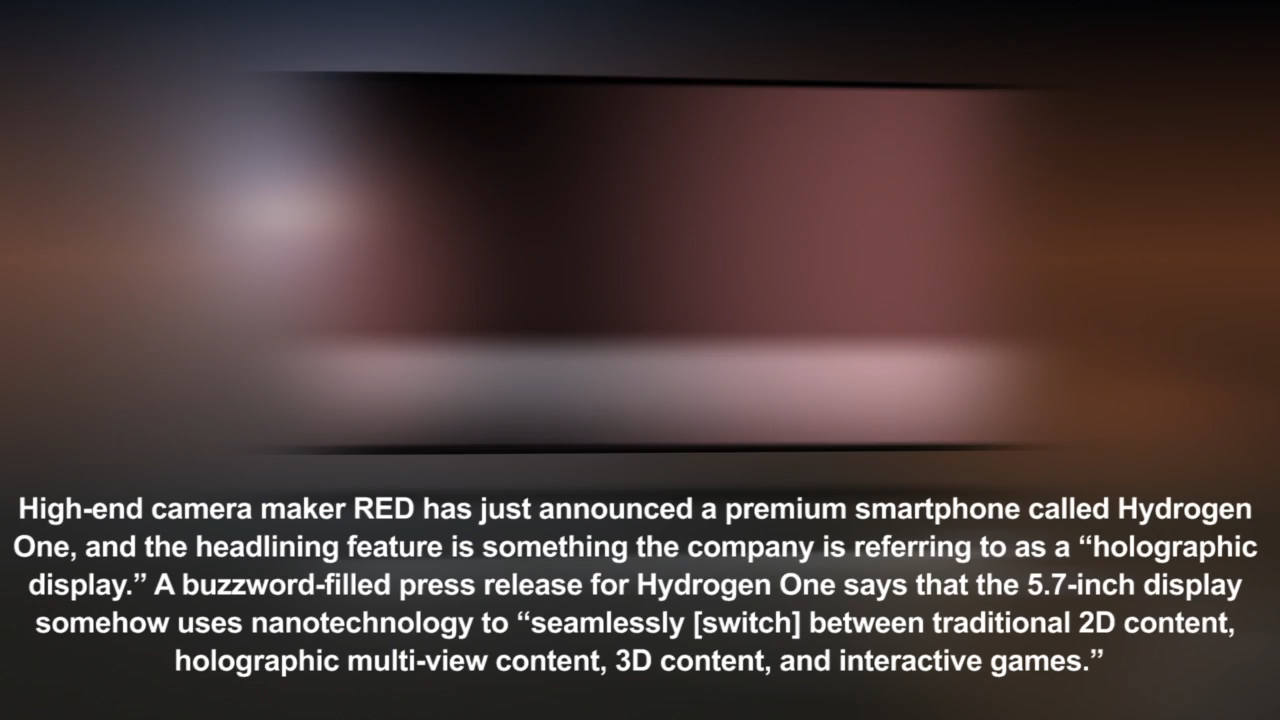 High-end camera maker RED has just announced a premium smartphone called Hydrogen
One, and the headlining feature is something the company is referring to as a “holographic
display.” A buzzword-filled press release for Hydrogen One says that the 5.7-inch display
somehow uses nanotechnology to “seamlessly [switch] between traditional 2D content,
holographic multi-view content, 3D content, and interactive games.”